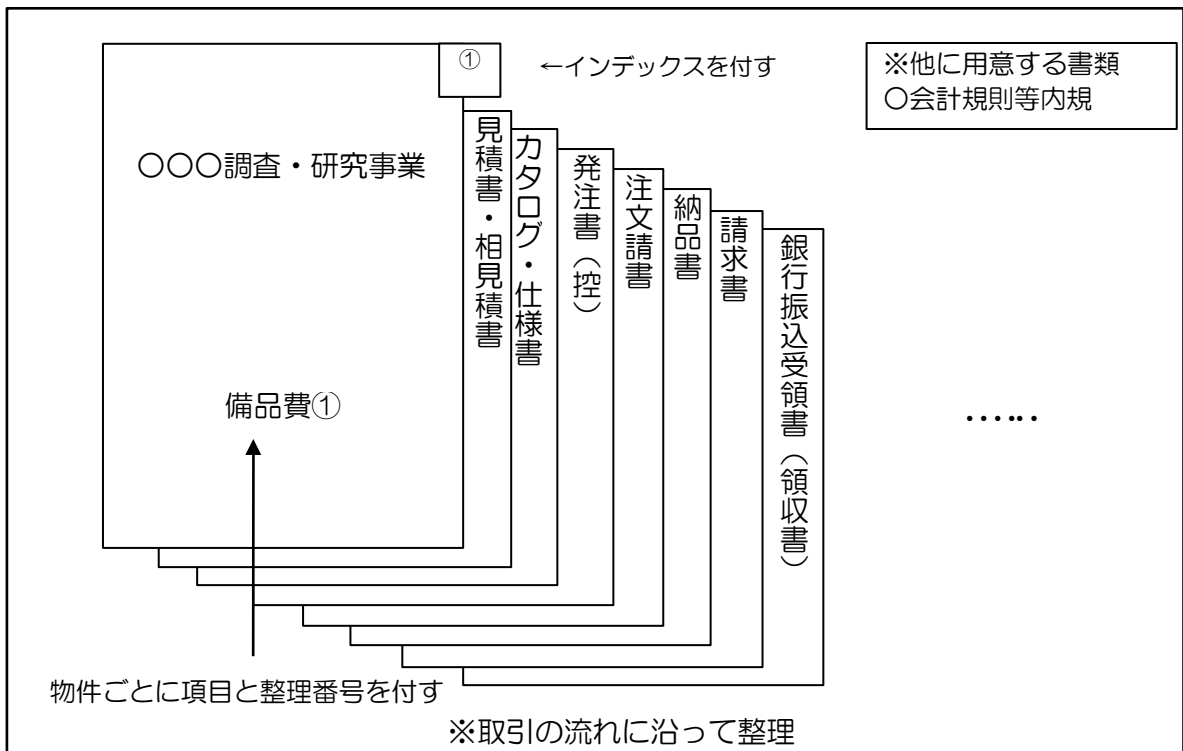 ①
←インデックスを付す
※他に用意する書類
○会計規則等内規
○○○調査・研究事業
備品費①
見積書・相見積書
カタログ・仕様書
発注書（控）
注文請書
納品書
請求書
銀行振込受領書（領収書）
……
物件ごとに項目と整理番号を付す
※取引の流れに沿って整理